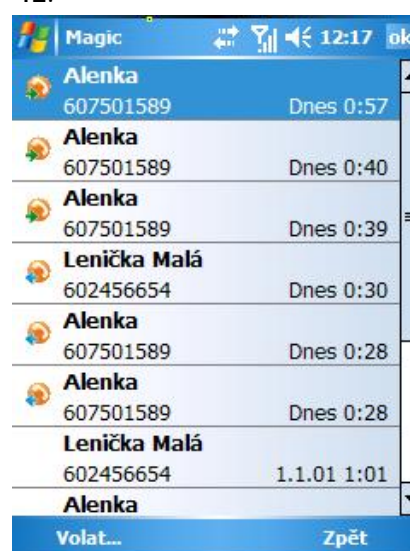 Magic 12:17 ok
Alenka
607501589 Dnes 0:57
Alenka
607501589 Dnes 0:40
Alenka
607501589 Dnes 0:39
Lenička Malá
602456654 Dnes 0:30
Alenka
607501589 Dnes 0:28
Alenka
607501589 Dnes 0:28
Lenička Malá
602456654 1.1.01 1:01
Alenka
Volat... Zpět